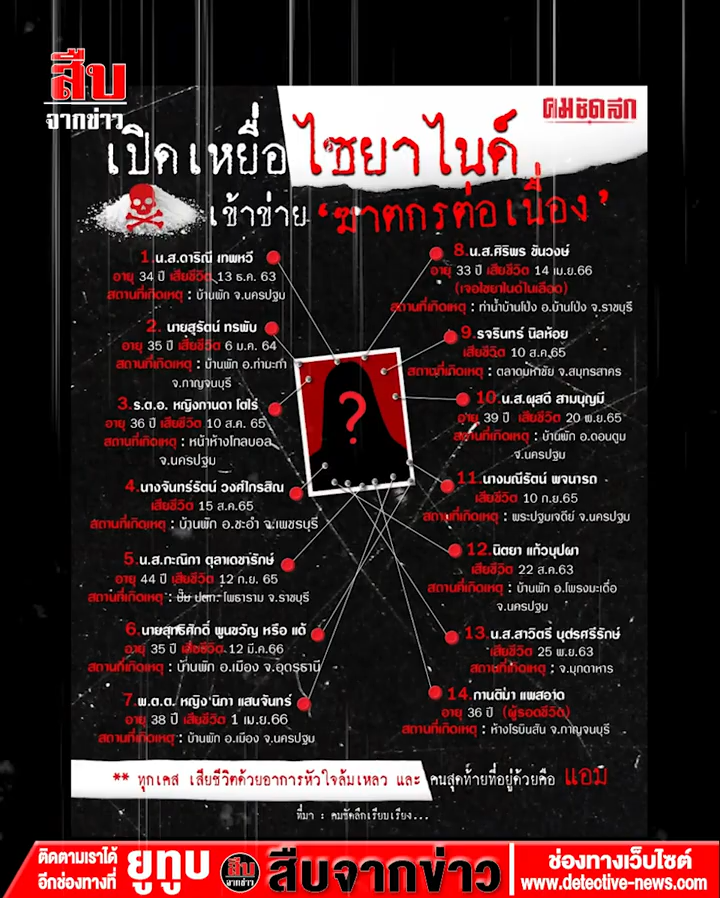 สืบ
จากข่าว
คมชัดลึก
เปิดเหยื่อไซยาไนด์
เข้าข่าย 'ฆาตกรต่อเนื่อง'
1.น.ส.ดาริณี เทพหวี
อายุ 34 ปี เสียชีวิต 13 ธ.ค. 63
สถานที่เกิดเหตุ : บ้านพัก จ.นครปฐม
2. นายสุรัตน์ ทรพับ
อายุ 35 ปี เสียชีวิต 6 ม.ค. 64
สถานที่เกิดเหตุ : บ้านพัก อ.ท่ามะกา
จ.กาญจนบุรี
3.ร.ต.อ. หญิงกานดา โตไร่
อายุ 36 ปี เสียชีวิต 10 ส.ค. 65
สถานที่เกิดเหตุ : หน้าห้างโกลบอล
จ.นครปฐม
4.นางจันทร์รัตน์ วงศ์ไกรสิณ
เสียชีวิต 15 ส.ค.65
สถานที่เกิดเหตุ : บ้านพัก อ.ชะอำ จ.เพชรบุรี
5.น.ส.กะณิกา ตุลาเดชารักษ์
อายุ 44 ปี เสียชีวิต 12 ก.ย. 65
สถานที่เกิดเหตุ : ปั๊ม ปตท. โพธาราม จ.ราชบุรี
6.นายสุทธิศักดิ์ พูนขวัญ หรือ แด้
อายุ 35 ปี เสียชีวิต 12 มี.ค.66
สถานที่เกิดเหตุ : บ้านพัก อ.เมือง จ.อุดรธานี
7.พ.ต.ต. หญิง นิภา แสนจันทร์
อายุ 38 ปี เสียชีวิต 1 เม.ย. 66
สถานที่เกิดเหตุ : บ้านพัก อ.เมือง จ.นครปฐม
8.น.ส.ศิริพร ขันวงษ์
อายุ 33 ปี เสียชีวิต 14 เม.ย.66
(เจอไซยาไนด์ในเลือด)
สถานที่เกิดเหตุ : ท่าน้ำบ้านโป่ง อ.บ้านโป่ง จ.ราชบุรี
9.รจรินทร์ นิลห้อย
เสียชีวิต 10 ส.ค.65
สถานที่เกิดเหตุ : ตลาดมหาชัย จ.สมุทรสาคร
10.น.ส.ผุสดี สามบุญมี
อายุ 39 ปี เสียชีวิต 20 พ.ย.65
สถานที่เกิดเหตุ : บ้านพัก อ.ดอนตูม
จ.นครปฐม
11.นางมณีรัตน์ พจนารถ
เสียชีวิต 10 ก.ย.65
สถานที่เกิดเหตุ : พระปฐมเจดีย์ จ.นครปฐม
12.นิตยา แก้วบุปผา
เสียชีวิต 22 ส.ค.63
สถานที่เกิดเหตุ : บ้านพัก อ.โพรงมะเดื่อ
จ.นครปฐม
13.น.ส.สาวิตรี บุตรศรีรักษ์
เสียชีวิต 25 พ.ย.63
สถานที่เกิดเหตุ : จ.มุกดาหาร
14.กานติมา แพสอาด
อายุ 36 ปี (ผู้รอดชีวิต)
สถานที่เกิดเหตุ : ห้างโรบินสัน จ.กาญจนบุรี
?
** ทุกเคส เสียชีวิตด้วยอาการหัวใจล้มเหลว และ คนสุดท้ายที่อยู่ด้วยคือ แอม
ที่มา : คมชัดลึกเรียบเรียง...
ติดตามเราได้
อีกช่องทางที่
ยูทูบ
สืบ
จากข่าว
สืบจากข่าว
ช่องทางเว็บไซต์
www.detective-news.com